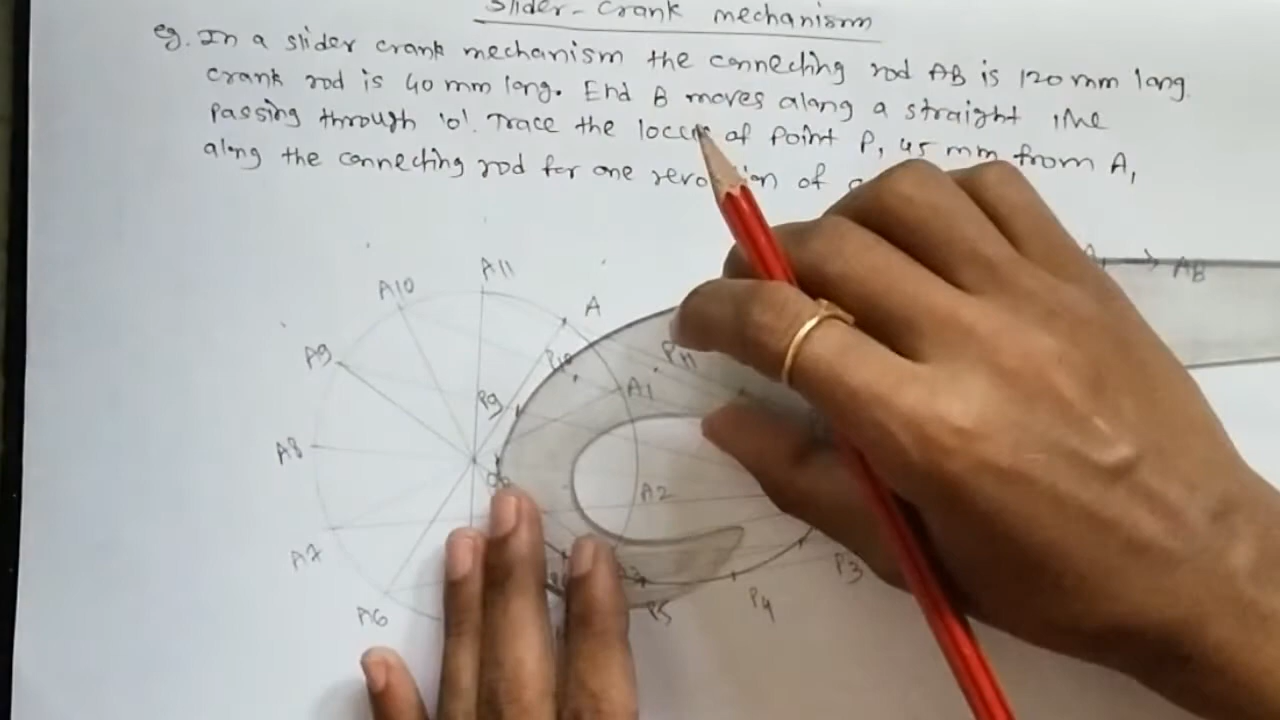 Slider-Crank mechanism
eg. In a slider crank mechanism the connecting rod AB is 120 mm long.
crank rod is 40 mm long. End B moves along a straight line
passing through 'o'. Trace the locus of point P, 45 mm from A,
along the connecting rod for one of
A11
A10
A
AB
A9
P10
P11
P9
A1
A8
A2
A7
P3
P4
P5
A6